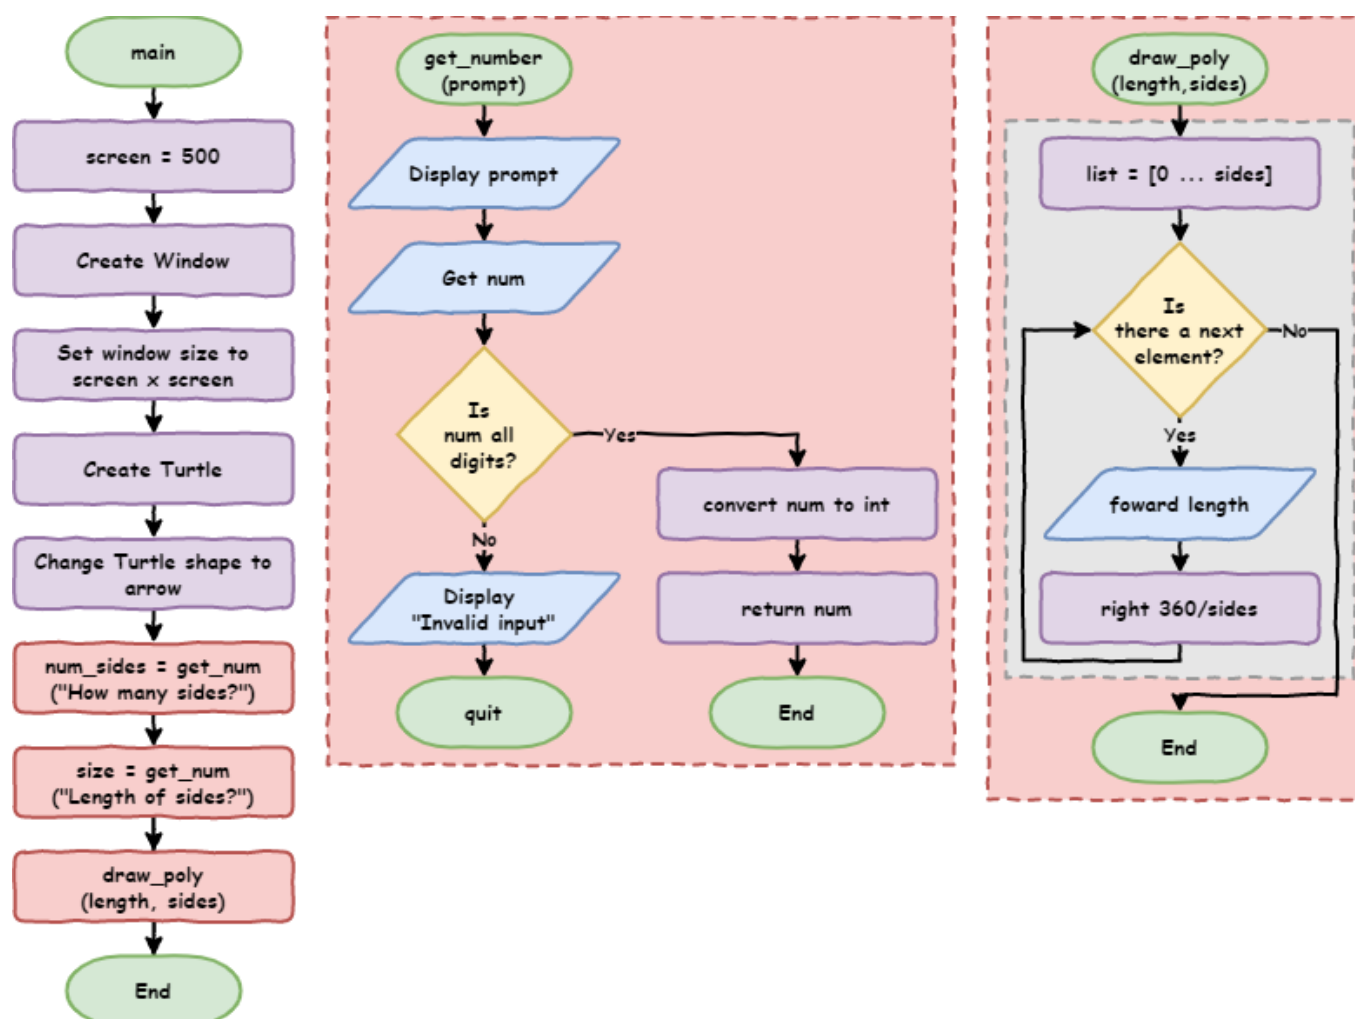 main
screen = 500
Create Window
Set window size to
screen x screen
Create Turtle
Change Turtle shape to
arrow
num_sides = get_num
("How many sides?")
size = get_num
("Length of sides?")
draw_poly
(length, sides)
End
get_number
(prompt)
Display prompt
Get num
Is
num all
digits?
Yes
No
convert num to int
Display
"Invalid input"
return num
quit
End
draw_poly
(length,sides)
list = [0 ... sides]
Is
there a next
element?
No
Yes
foward length
right 360/sides
End